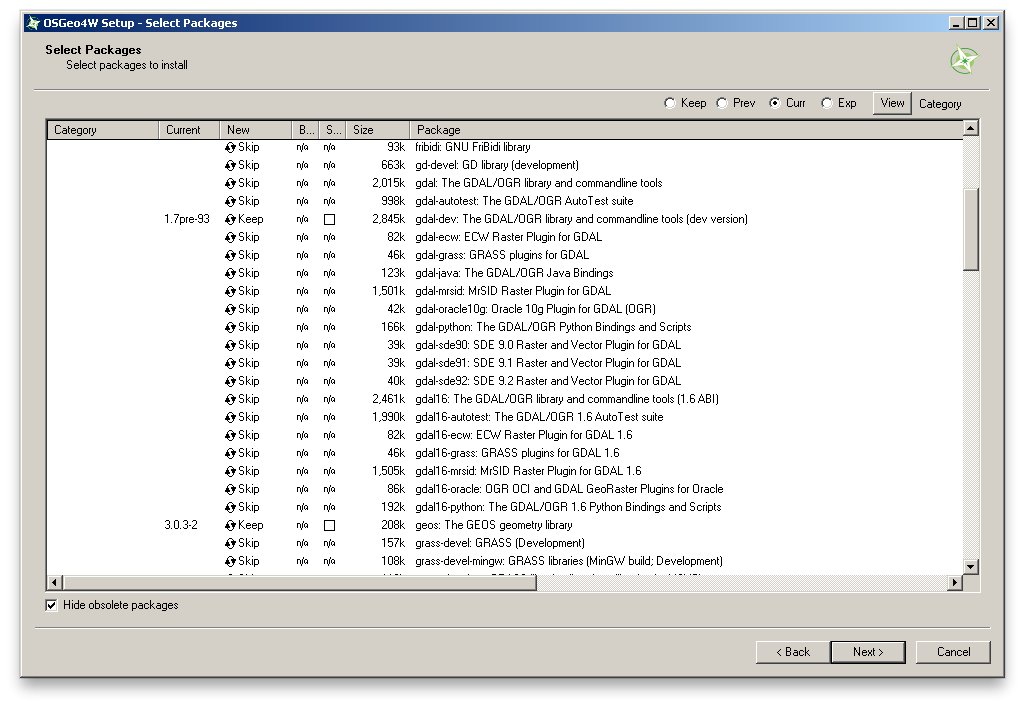 OSGeo4W Setup - Select Packages
Select Packages
Select packages to install
Keep Prev Curr Exp View Category
Category Current New B... S... Size Package
Skip n/a n/a 93k fribidi: GNU FriBidi library
Skip n/a n/a 663k gd-devel: GD library (development)
Skip n/a n/a 2,015k gdal: The GDAL/OGR library and commandline tools
Skip n/a n/a 998k gdal-autotest: The GDAL/OGR AutoTest suite
1.7pre-93 Keep n/a 2,845k gdal-dev: The GDAL/OGR library and commandline tools (dev version)
Skip n/a n/a 82k gdal-ecw: ECW Raster Plugin for GDAL
Skip n/a n/a 46k gdal-grass: GRASS plugins for GDAL
Skip n/a n/a 123k gdal-java: The GDAL/OGR Java Bindings
Skip n/a n/a 1,501k gdal-mrsid: MrSID Raster Plugin for GDAL
Skip n/a n/a 42k gdal-oracle10g: Oracle 10g Plugin for GDAL (OGR)
Skip n/a n/a 166k gdal-python: The GDAL/OGR Python Bindings and Scripts
Skip n/a n/a 39k gdal-sde90: SDE 9.0 Raster and Vector Plugin for GDAL
Skip n/a n/a 39k gdal-sde91: SDE 9.1 Raster and Vector Plugin for GDAL
Skip n/a n/a 40k gdal-sde92: SDE 9.2 Raster and Vector Plugin for GDAL
Skip n/a n/a 2,461k gdal16: The GDAL/OGR library and commandline tools (1.6 ABI)
Skip n/a n/a 1,990k gdal16-autotest: The GDAL/OGR 1.6 AutoTest suite
Skip n/a n/a 82k gdal16-ecw: ECW Raster Plugin for GDAL 1.6
Skip n/a n/a 46k gdal16-grass: GRASS plugins for GDAL 1.6
Skip n/a n/a 1,505k gdal16-mrsid: MrSID Raster Plugin for GDAL 1.6
Skip n/a n/a 86k gdal16-oracle: OGR OCI and GDAL GeoRaster Plugins for Oracle
Skip n/a n/a 192k gdal16-python: The GDAL/OGR 1.6 Python Bindings and Scripts
3.0.3-2 Keep n/a 208k geos: The GEOS geometry library
Skip n/a n/a 157k grass-devel: GRASS (Development)
Skip n/a n/a 108k grass-devel-mingw: GRASS libraries (MinGW build; Development)
Hide obsolete packages
< Back Next > Cancel